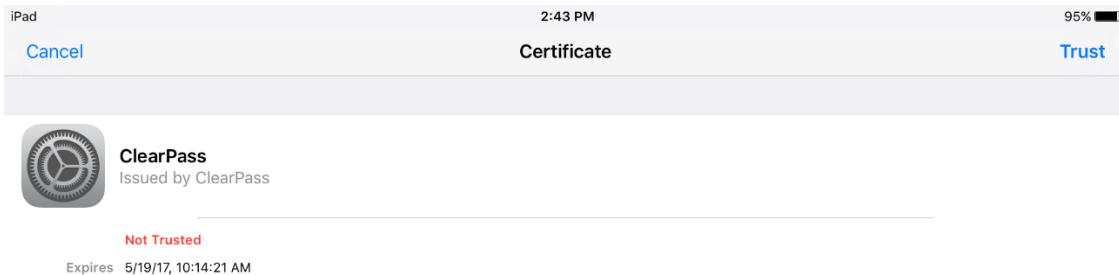 iPad 2:43 PM 95%
Cancel Certificate Trust
ClearPass
Issued by ClearPass
Not Trusted
Expires 5/19/17, 10:14:21 AM